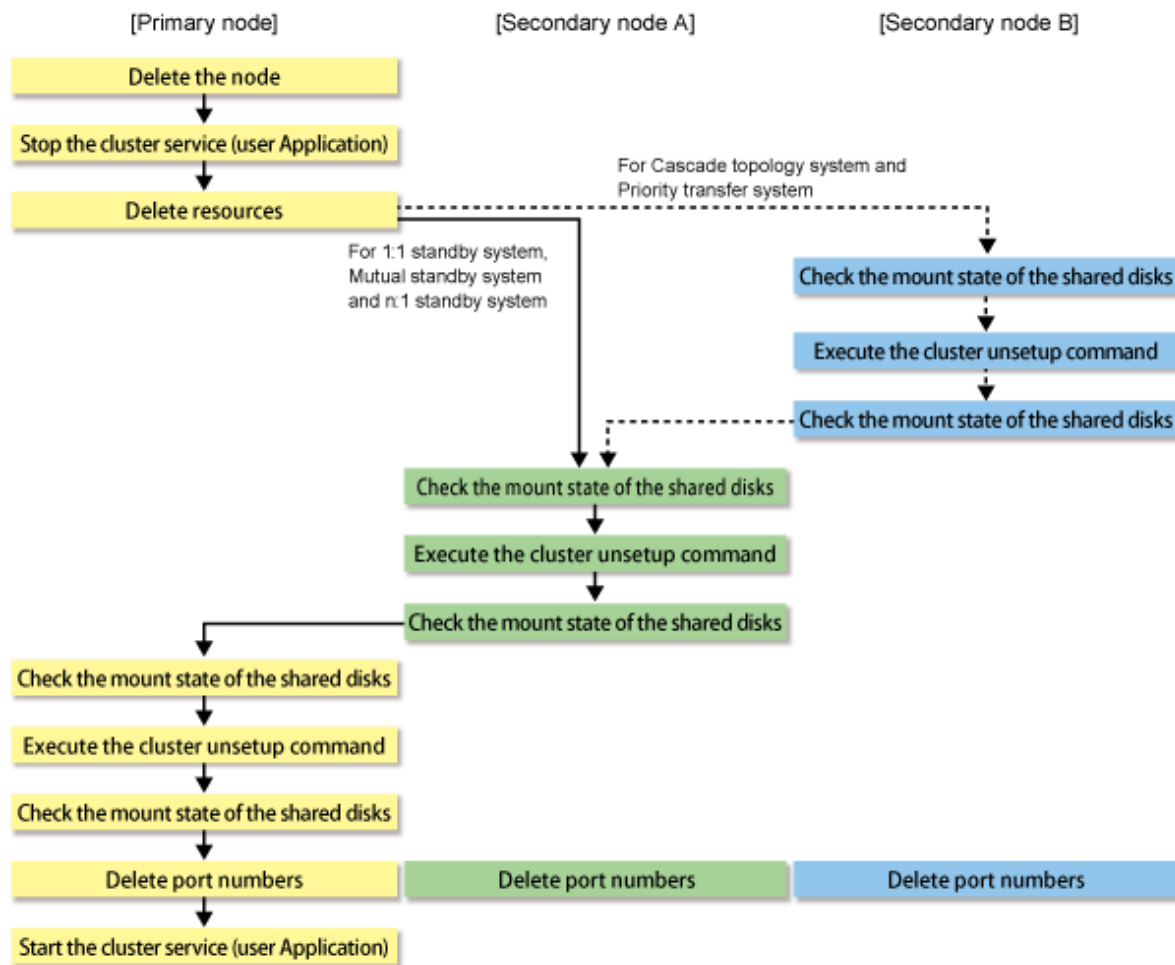 [Primary node]
[Secondary node A]
[Secondary node B]
Delete the node
Stop the cluster service (user Application)
Delete resources
For Cascade topology system and
Priority transfer system
For 1:1 standby system,
Mutual standby system
and n:1 standby system
Check the mount state of the shared disks
Execute the cluster unsetup command
Check the mount state of the shared disks
Check the mount state of the shared disks
Execute the cluster unsetup command
Check the mount state of the shared disks
Check the mount state of the shared disks
Execute the cluster unsetup command
Check the mount state of the shared disks
Delete port numbers
Delete port numbers
Delete port numbers
Start the cluster service (user Application)